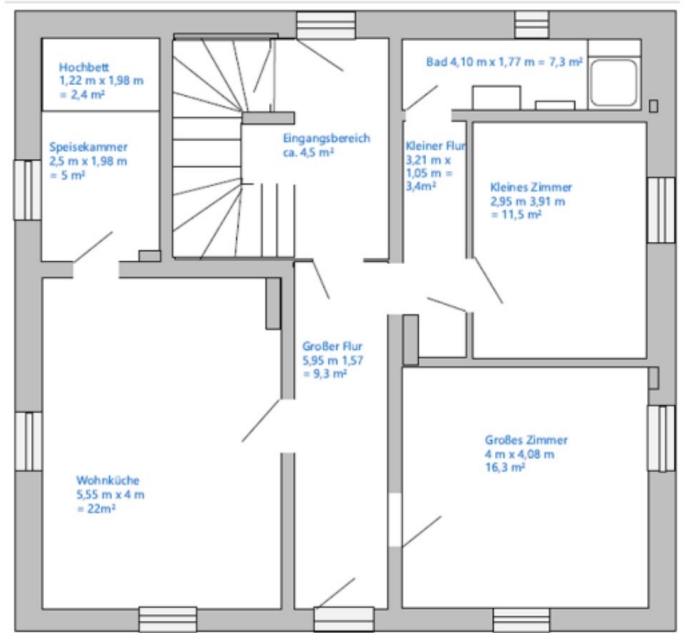 Hochbett
1,22 m x 1,98 m
= 2,4 m²
Speisekammer
2,5 m x 1,98 m
= 5 m²
Eingangsbereich
ca. 4,5 m²
Bad 4,10 m x 1,77 m = 7,3 m²
Kleiner Flur
3,21 m x
1,05 m =
3,4m²
Kleines Zimmer
2,95 m 3,91 m
= 11,5 m²
Großer Flur
5,95 m 1,57
= 9,3 m²
Großes Zimmer
4 m x 4,08 m
16,3 m²
Wohnküche
5,55 m x 4 m
= 22m²